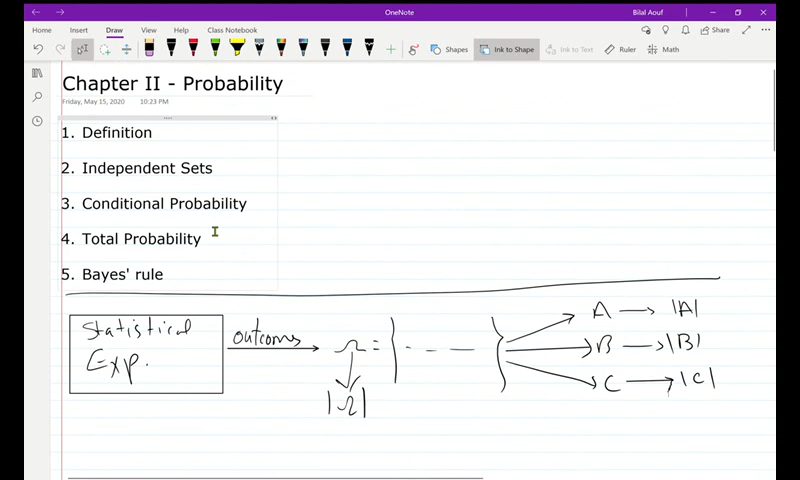 OneNote
Bilal Aouf
Home Insert Draw View Help Class Notebook Share
Shapes Ink to Shape Ink to Text Ruler Math
Chapter II - Probability
Friday, May 15, 2020 10:23 PM
1. Definition
2. Independent Sets
3. Conditional Probability
4. Total Probability
5. Bayes' rule
Statistical
Exp.
outcomes
Ω = { - - — }
|Ω|
A → |A|
B → |B|
C → |C|